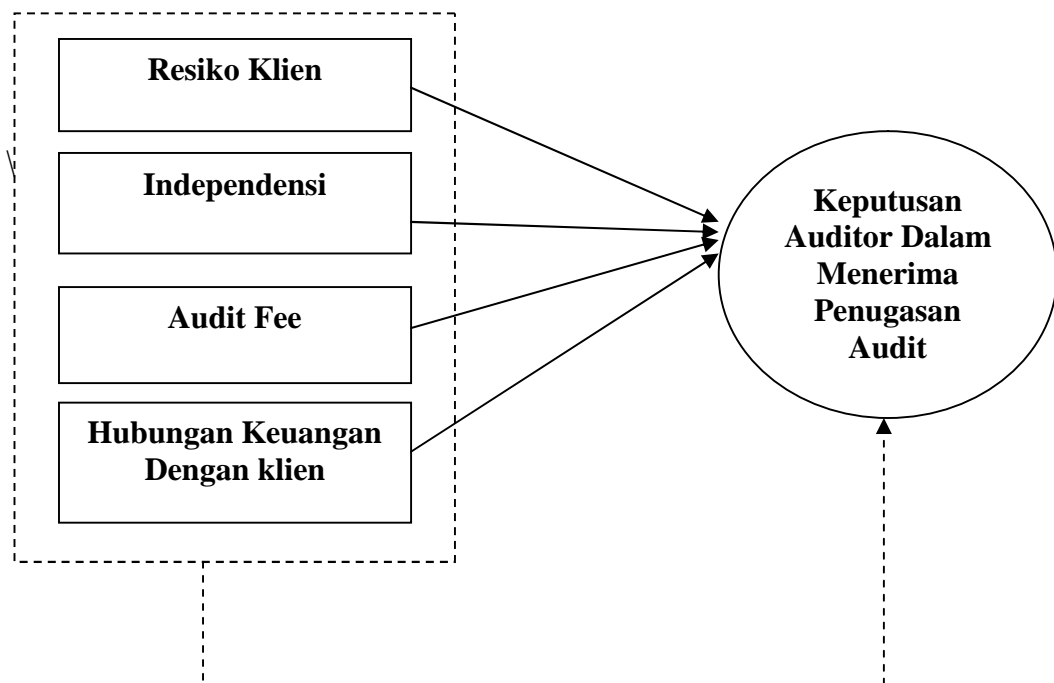 Resiko Klien
Independensi
Audit Fee
Hubungan Keuangan
Dengan klien
Keputusan
Auditor Dalam
Menerima
Penugasan
Audit